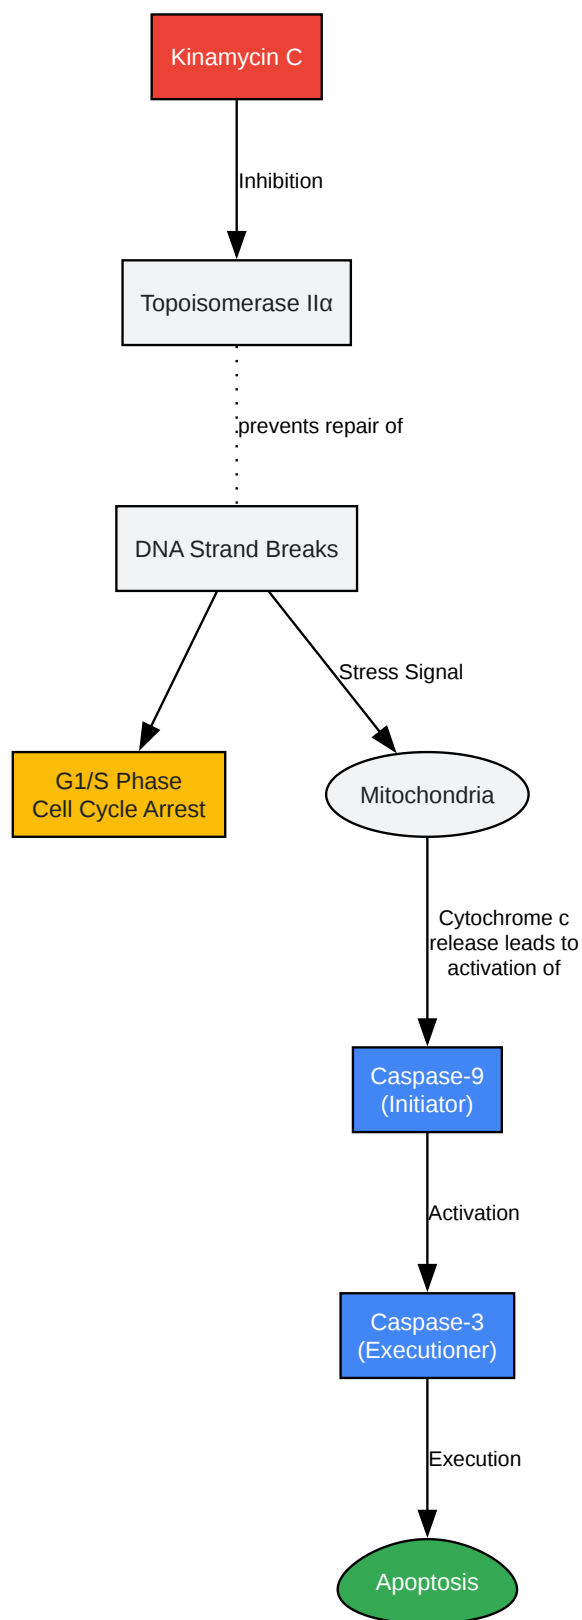 Kinamycin C
Inhibition
Topoisomerase IIα
prevents repair of
DNA Strand Breaks
Stress Signal
G1/S Phase
Cell Cycle Arrest
Mitochondria
Cytochrome c
release leads to
activation of
Caspase-9
(Initiator)
Activation
Caspase-3
(Executioner)
Execution
Apoptosis